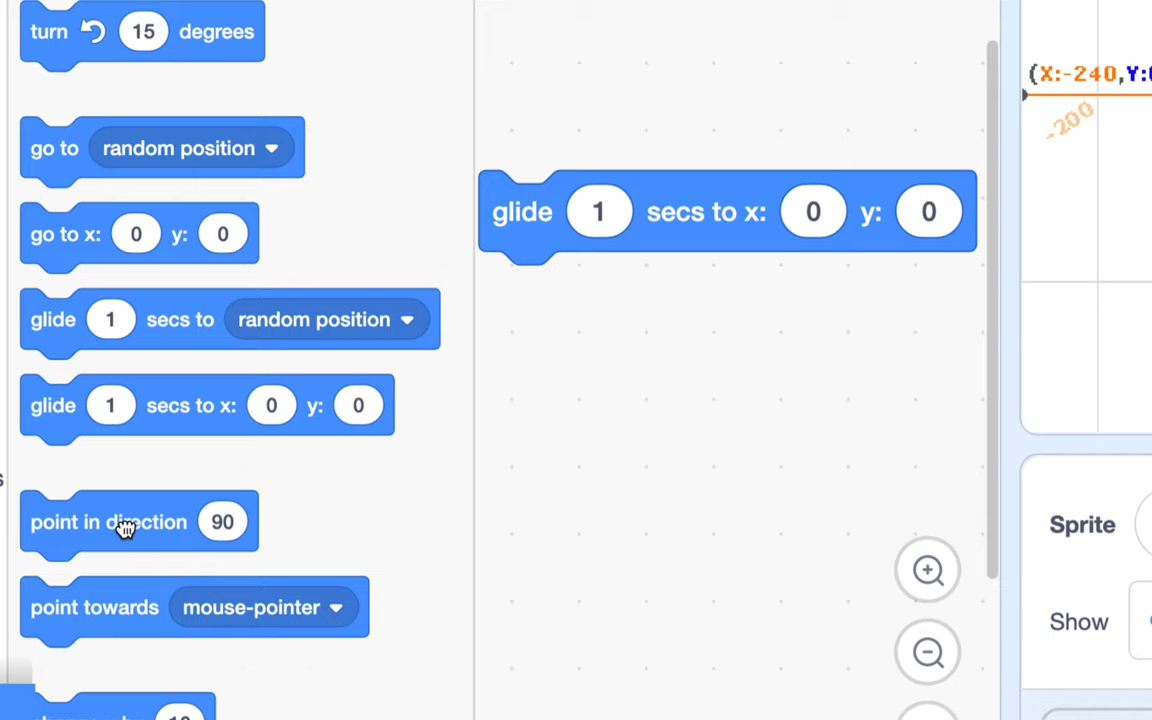 turn 15 degrees
go to random position
go to x: 0 y: 0
glide 1 secs to random position
glide 1 secs to x: 0 y: 0
point in direction 90
point towards mouse-pointer
10
glide 1 secs to x: 0 y: 0
(X:-240,Y:
-200
Sprite
Show